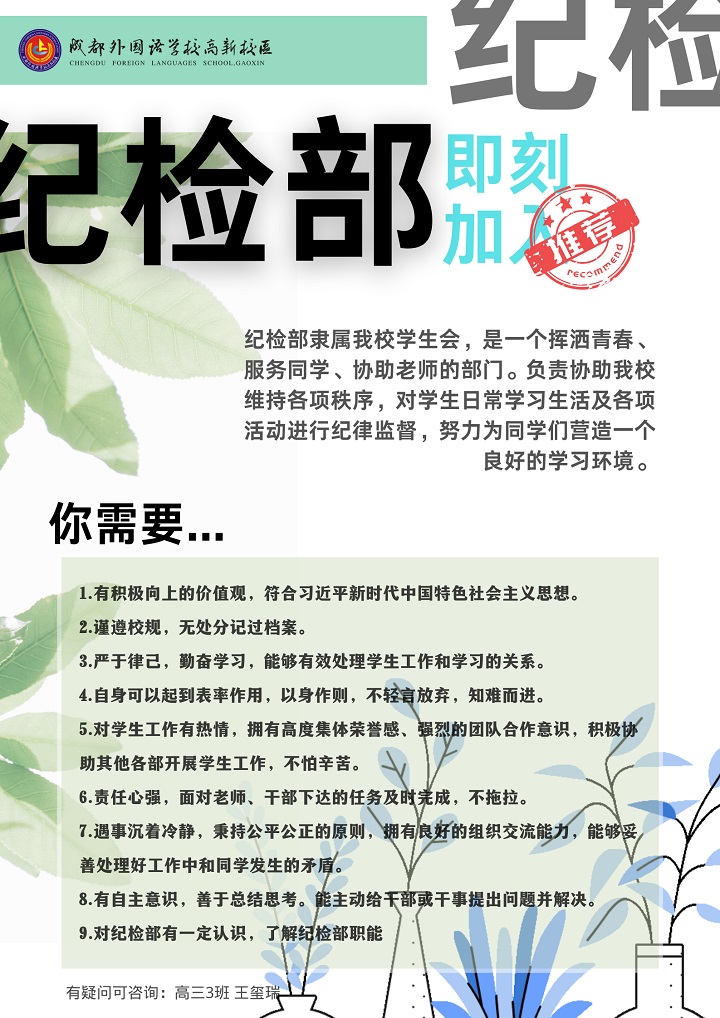 成都外国语学校高新校区
CHENGDU FOREIGN LANGUAGES SCHOOL,GAOXIN
纪检
纪检部
即刻
加入
推荐
recommend
纪检部隶属我校学生会，是一个挥洒青春、
服务同学、协助老师的部门。负责协助我校
维持各项秩序，对学生日常学习生活及各项
活动进行纪律监督，努力为同学们营造一个
良好的学习环境。
你需要...
1.有积极向上的价值观，符合习近平新时代中国特色社会主义思想。
2.谨遵校规，无处分记过档案。
3.严于律己，勤奋学习，能够有效处理学生工作和学习的关系。
4.自身可以起到表率作用，以身作则，不轻言放弃，知难而进。
5.对学生工作有热情，拥有高度集体荣誉感、强烈的团队合作意识，积极协
助其他各部开展学生工作，不怕辛苦。
6.责任心强，面对老师、干部下达的任务及时完成，不拖拉。
7.遇事沉着冷静，秉持公平公正的原则，拥有良好的组织交流能力，能够妥
善处理好工作中和同学发生的矛盾。
8.有自主意识，善于总结思考。能主动给干部或干事提出问题并解决。
9.对纪检部有一定认识，了解纪检部职能
有疑问可咨询：高三3班 王玺瑞